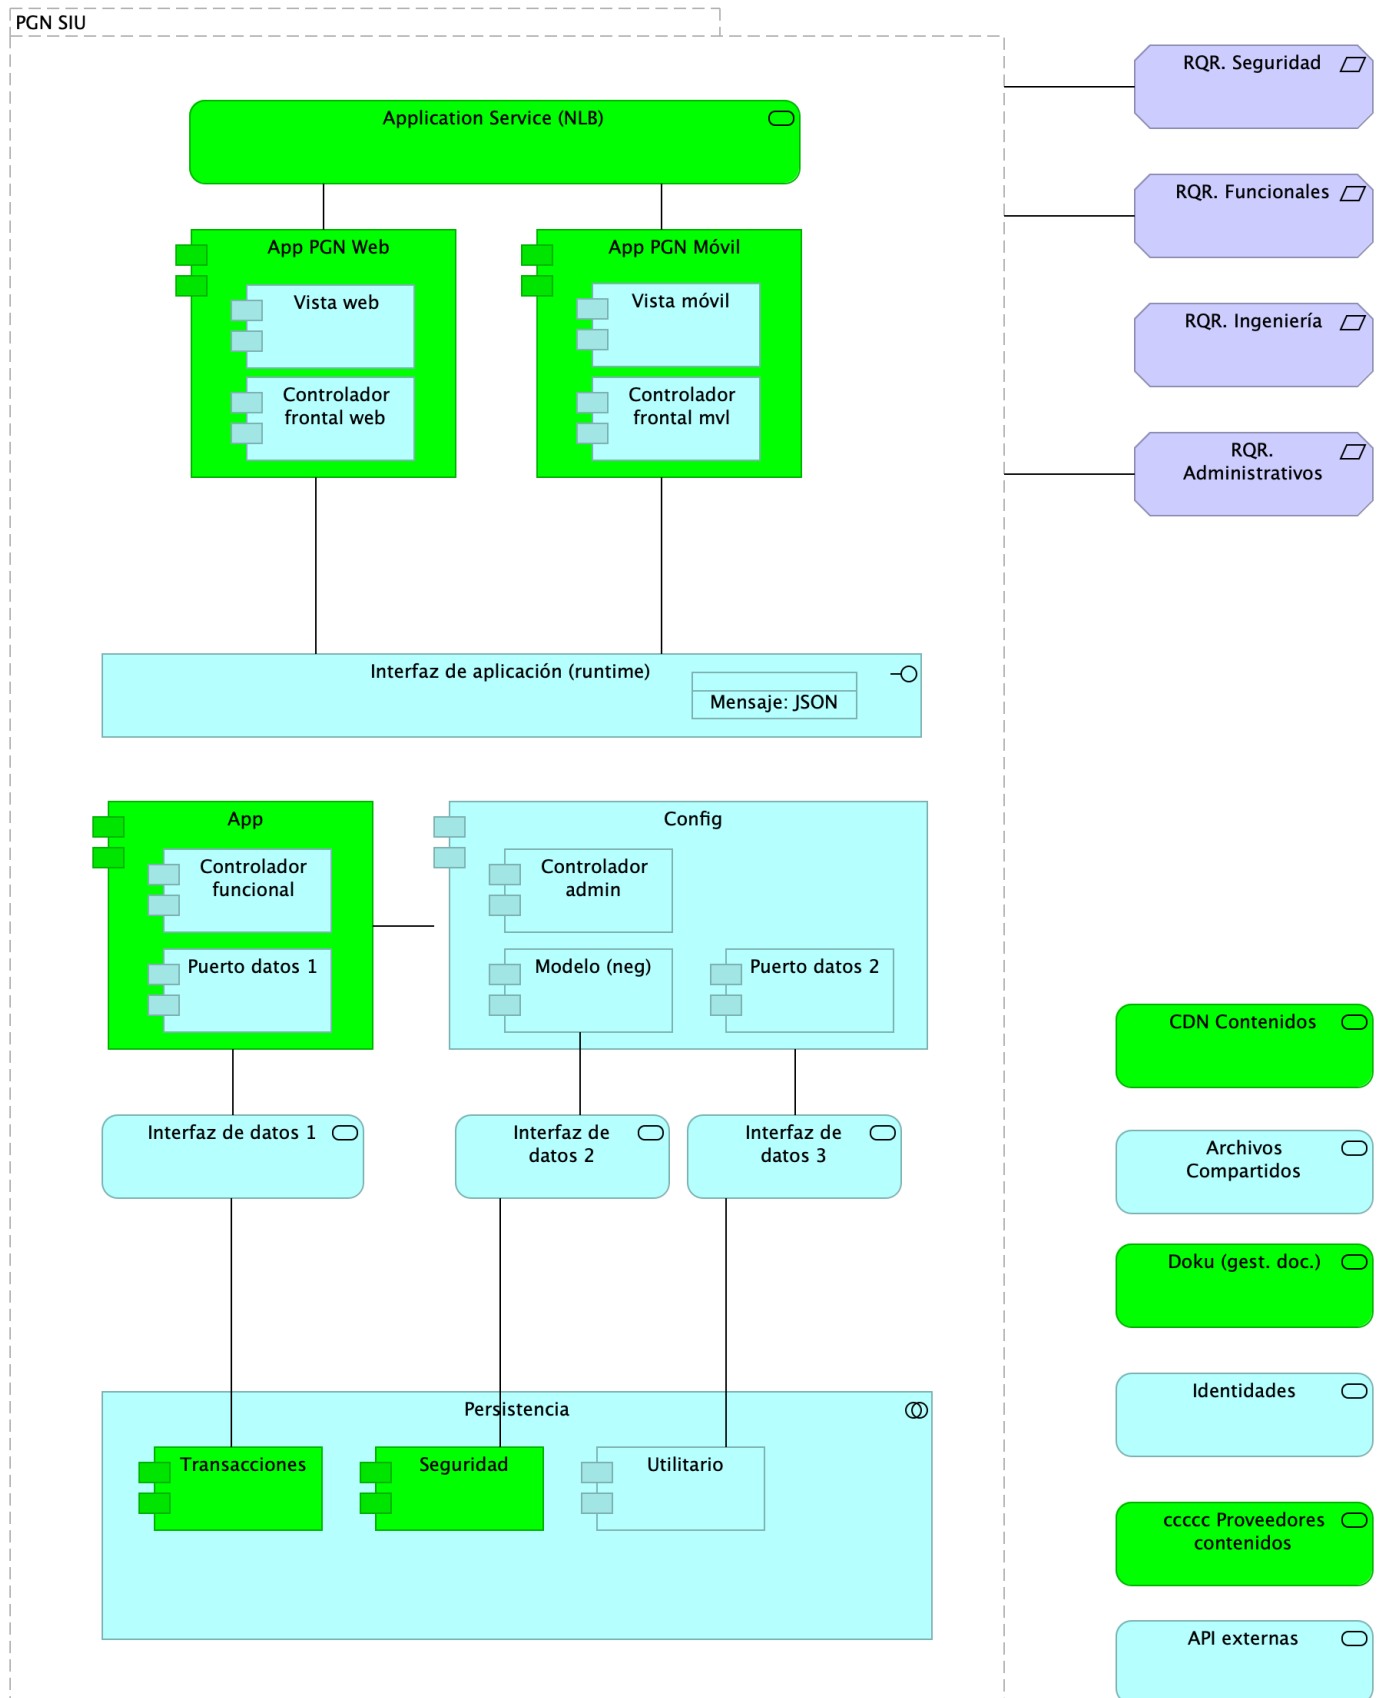 PGN SIU
Application Service (NLB)
App PGN Web
Vista web
Controlador
frontal web
App PGN Móvil
Vista móvil
Controlador
frontal mvl
Interfaz de aplicación (runtime)
Mensaje: JSON
App
Controlador
funcional
Puerto datos 1
Config
Controlador
admin
Modelo (neg)
Puerto datos 2
Interfaz de datos 1
Interfaz de
datos 2
Interfaz de
datos 3
Persistencia
Transacciones
Seguridad
Utilitario
RQR. Seguridad
RQR. Funcionales
RQR. Ingeniería
RQR.
Administrativos
CDN Contenidos
Archivos
Compartidos
Doku (gest. doc.)
Identidades
ccccc Proveedores
contenidos
API externas